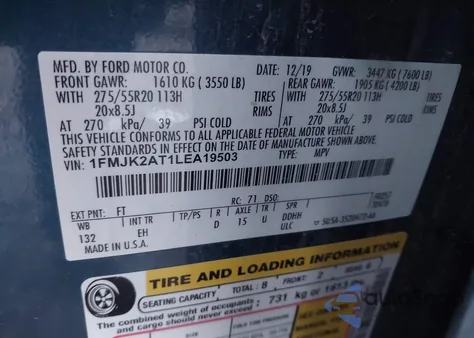 MFD. BY FORD MOTOR CO.
12/19 GVWR: 3447 KG (7600 LB)
FRONT GAWR: 1610 KG (3550 LB) REAR GAWR: 1905 KG (4200 LB)
WITH 275/55R20 113H TIRES WITH 275/55R20 113H TIRES
20x8.5J RIMS 20x8.5J RIMS
AT 270 kPa/ 39 PSI COLD AT 270 kPa/ 39 PSI COLD
THIS VEHICLE CONFORMS TO ALL APPLICABLE FEDERAL MOTOR VEHICLE
SAFETY STANDARDS IN EFFECT ON THE DATE OF MANUFACTURE SHOWN ABOVE.
VIN: 1FMJK2AT1LEA19503 TYPE: MPV
EXT PNT: FT RC: 71 DSO:
WB INT TR TP/PS R AXLE TR SPR
132 EH D 15 U DDHH
MADE IN U.S.A. ULC
TIRE AND LOADING INFORMATION
SEATING CAPACITY: TOTAL: 8 FRONT: 2
The combined weight of occupants and cargo should never exceed: 731 kg or